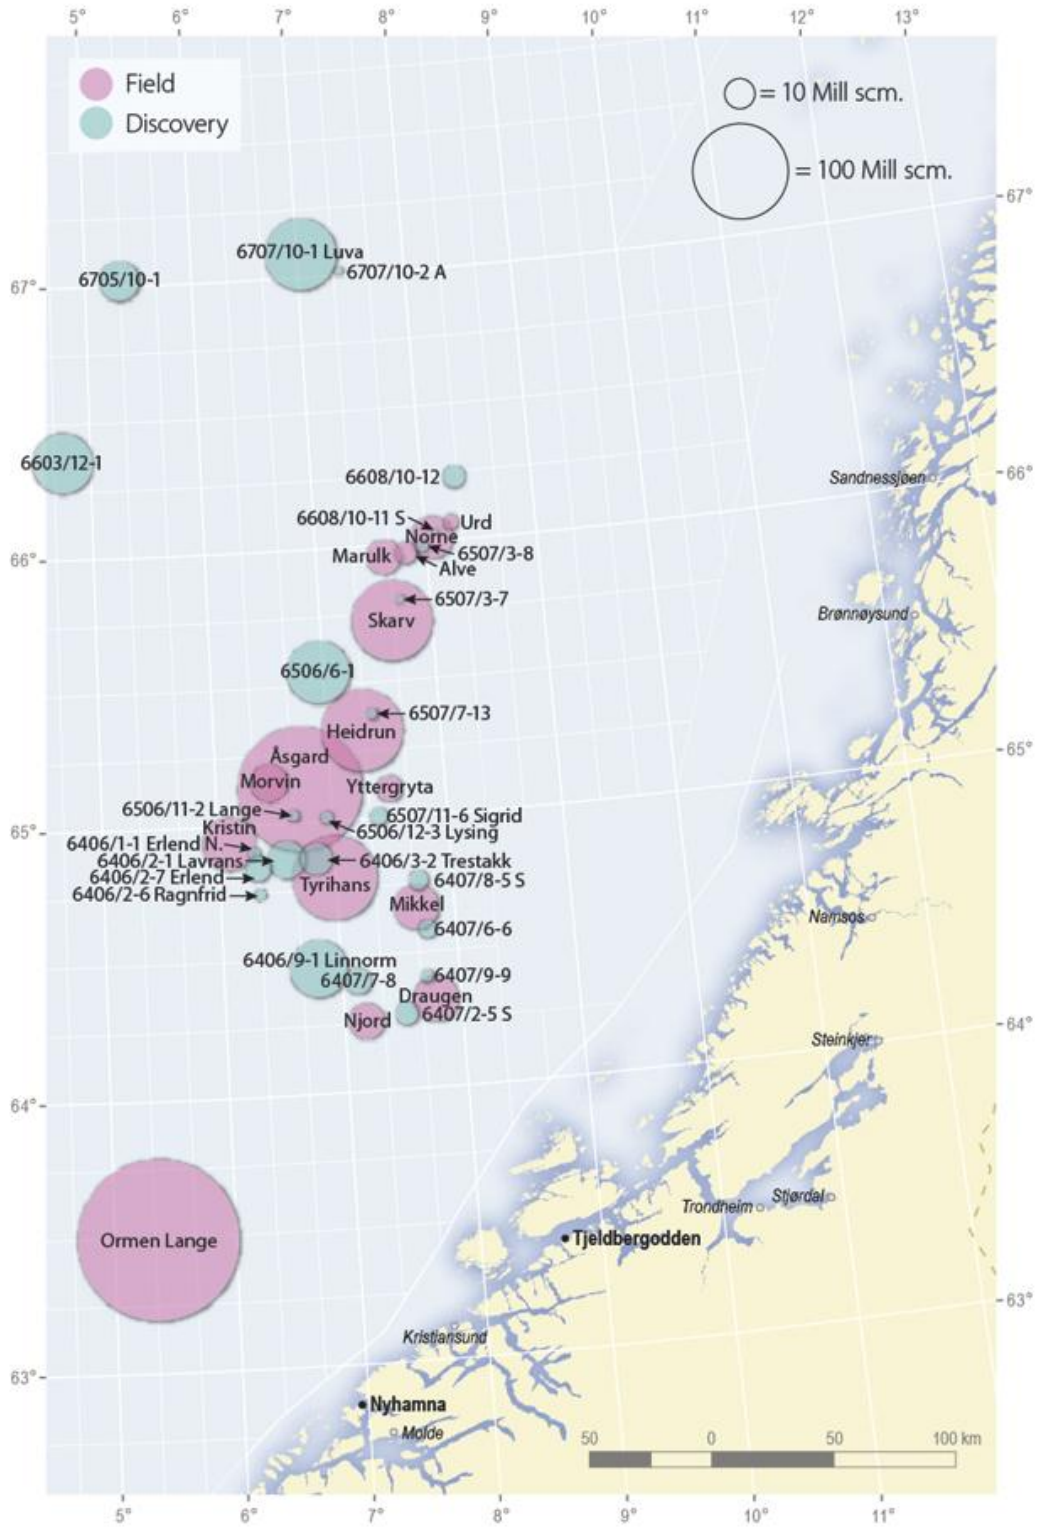 5° 6° 7° 8° 9° 10° 11° 12° 13°
Field
Discovery
= 10 Mill scm.
= 100 Mill scm.
67°
6707/10-1 Luva
6707/10-2 A
6705/10-1
67°
6603/12-1
66°
6608/10-12
Sandnessjøen
6608/10-11 S
Urd
Norne
Marulk
6507/3-8
66°
Alve
6507/3-7
Brønnøysund
Skarv
6506/6-1
6507/7-13
Heidrun
65°
Åsgard
Morvin
Yttergryta
6506/11-2 Lange
6507/11-6 Sigrid
Kristin
6506/12-3 Lysing
65°
6406/1-1 Erlend N.
6406/2-1 Lavrans
6406/3-2 Trestakk
6406/2-7 Erlend
6407/8-5 S
Tyrihans
6406/2-6 Ragnfrid
Mikkel
Namsos
6407/6-6
6406/9-1 Linnorm
6407/9-9
6407/7-8
Draugen
6407/2-5 S
Njord
64°
Steinkjer
64°
Stjørdal
Trondheim
Ormen Lange
Tjeldbergodden
63°
Kristiansund
63°
Nyhamna
Molde
50 0 50 100 km
5° 6° 7° 8° 9° 10° 11°